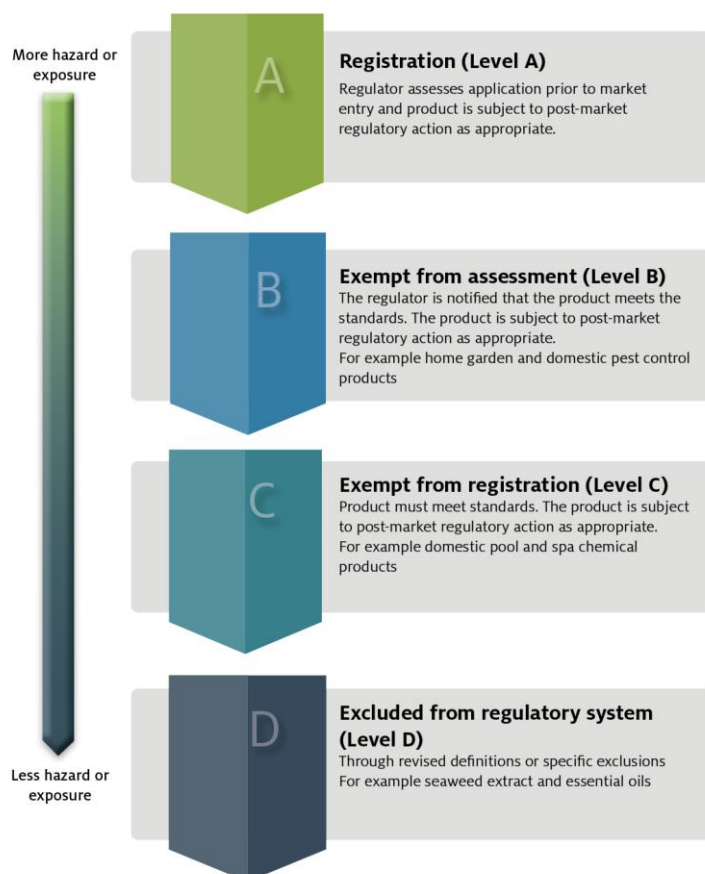 More hazard or
exposure
A
Registration (Level A)
Regulator assesses application prior to market
entry and product is subject to post-market
regulatory action as appropriate.
B
Exempt from assessment (Level B)
The regulator is notified that the product meets the
standards. The product is subject to post-market
regulatory action as appropriate.
For example home garden and domestic pest control
products
C
Exempt from registration (Level C)
Product must meet standards. The product is subject
to post-market regulatory action as appropriate.
For example domestic pool and spa chemical
products
D
Excluded from regulatory system
(Level D)
Through revised definitions or specific exclusions
For example seaweed extract and essential oils
Less hazard or
exposure